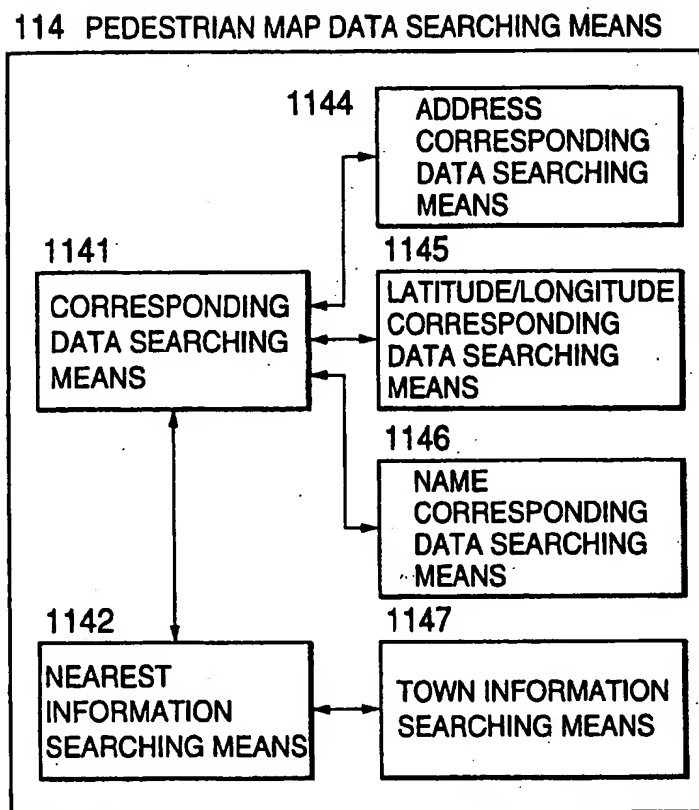 114 PEDESTRIAN MAP DATA SEARCHING MEANS
1144
ADDRESS
CORRESPONDING
DATA SEARCHING
MEANS
1141
CORRESPONDING
DATA SEARCHING
MEANS
1145
LATITUDE/LONGITUDE
CORRESPONDING
DATA SEARCHING
MEANS
1146
NAME
CORRESPONDING
DATA SEARCHING
MEANS
1142
NEAREST
INFORMATION
SEARCHING MEANS
1147
TOWN INFORMATION
SEARCHING MEANS